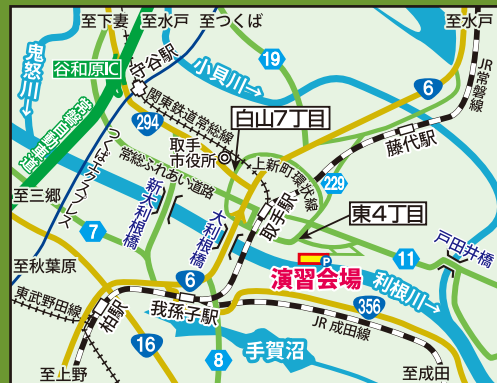 至下妻
至水戸
至つくば
至水戸
鬼怒川→
谷和原IC
守谷駅
19
小貝川→
6
JR常磐線
常磐自動車道
294
関東鉄道常総線
白山7丁目
藤代駅
取手市役所
つくばエクスプレス
常総ふれあい道路
上新町環状線
229
至三郷
新大利根橋
大利根橋
取手駅
東4丁目
7
戸田井橋
至秋葉原
6
演習会場
P
11
利根川→
東武野田線
柏駅
我孫子駅
356
JR成田線
16
8
手賀沼
至上野
至成田